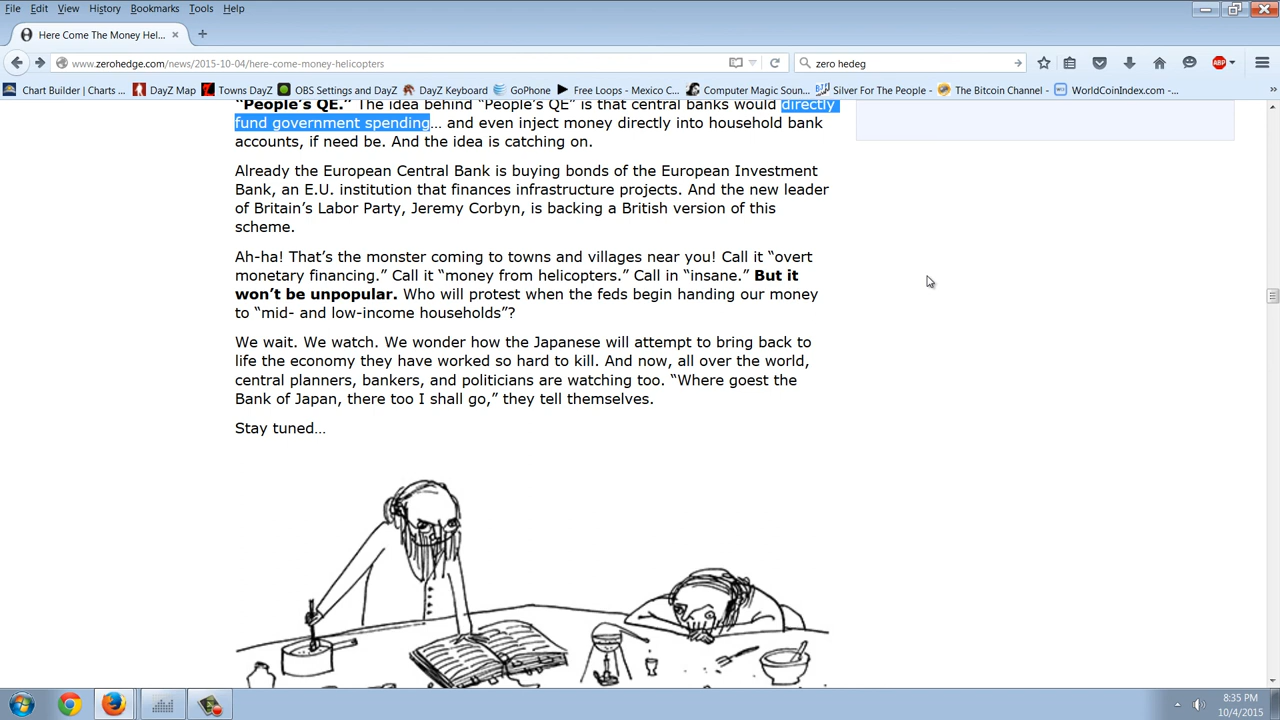 File Edit View History Bookmarks Tools Help
Here Come The Money Hel...
www.zerohedge.com/news/2015-10-04/here-come-money-helicopters
zero hedeg
Chart Builder | Charts ... DayZ Map Towns DayZ OBS Settings and DayZ DayZ Keyboard GoPhone Free Loops - Mexico C... Computer Magic Soun... Silver For The People - The Bitcoin Channel - WorldCoinIndex.com -...
“People’s QE.” The idea behind “People’s QE” is that central banks would directly
fund government spending… and even inject money directly into household bank
accounts, if need be. And the idea is catching on.
Already the European Central Bank is buying bonds of the European Investment
Bank, an E.U. institution that finances infrastructure projects. And the new leader
of Britain’s Labor Party, Jeremy Corbyn, is backing a British version of this
scheme.
Ah-ha! That’s the monster coming to towns and villages near you! Call it “overt
monetary financing.” Call it “money from helicopters.” Call in “insane.” But it
won’t be unpopular. Who will protest when the feds begin handing our money
to “mid- and low-income households”?
We wait. We watch. We wonder how the Japanese will attempt to bring back to
life the economy they have worked so hard to kill. And now, all over the world,
central planners, bankers, and politicians are watching too. “Where goest the
Bank of Japan, there too I shall go,” they tell themselves.
Stay tuned…
8:35 PM
10/4/2015